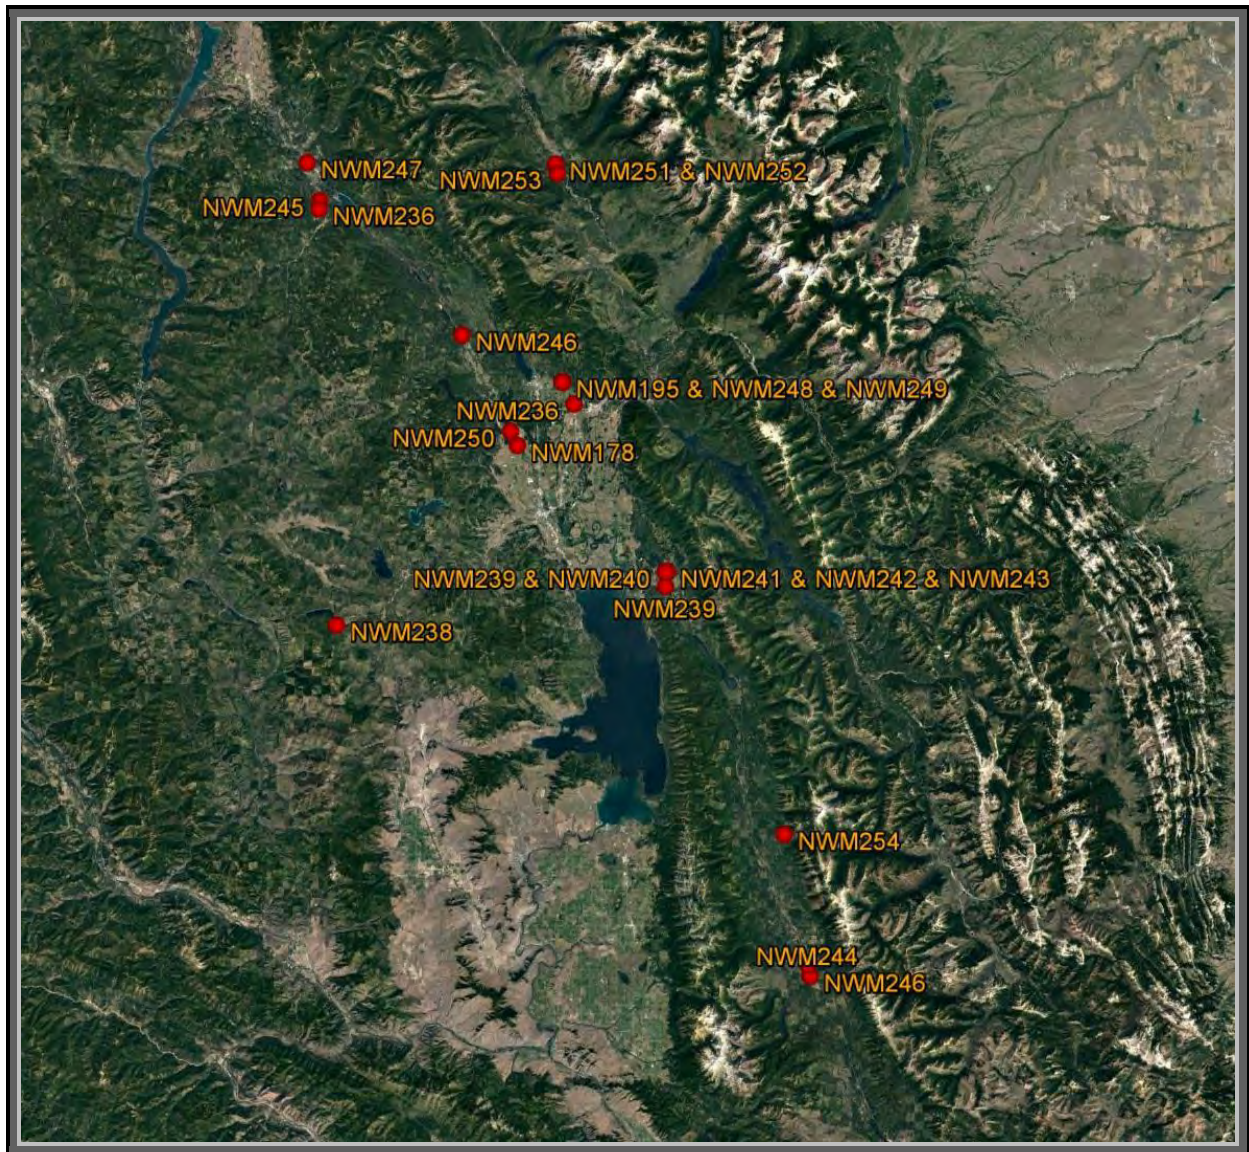 NWM247
NWM253
NWM251 & NWM252
NWM245
NWM236
NWM246
NWM195 & NWM248 & NWM249
NWM236
NWM250
NWM178
NWM239 & NWM240
NWM241 & NWM242 & NWM243
NWM239
NWM238
NWM254
NWM244
NWM246